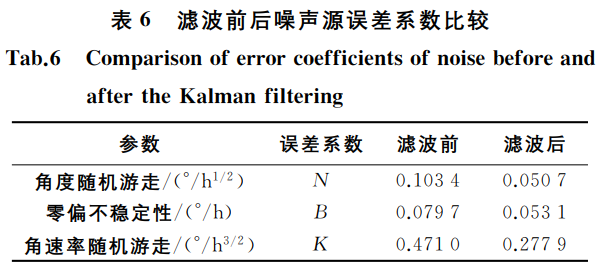 表 6 滤波前后噪声源误差系数比较
Tab.6 Comparison of error coefficients of noise before and
after the Kalman filtering
参数 误差系数 滤波前 滤波后
角度随机游走/(°/h1/2) N 0.103 4 0.050 7
零偏不稳定性/(°/h) B 0.079 7 0.053 1
角速率随机游走/(°/h3/2) K 0.471 0 0.277 9